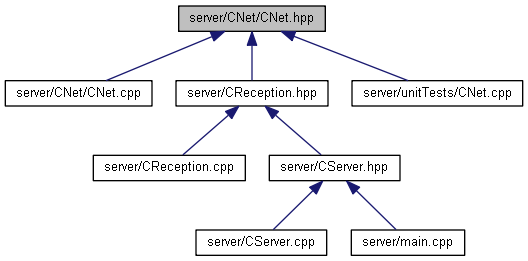 server/CNet/CNet.hpp
server/CNet/CNet.cpp
server/CReception.hpp
server/unitTests/CNet.cpp
server/CReception.cpp
server/CServer.hpp
server/CServer.cpp
server/main.cpp